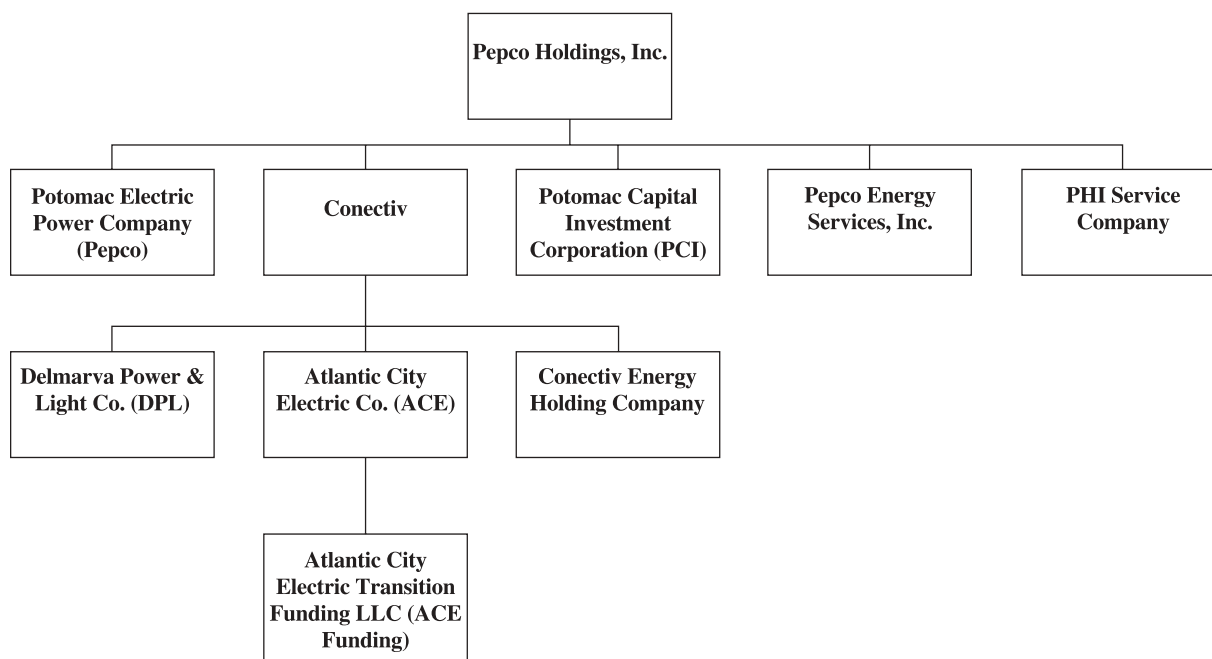 Pepco Holdings, Inc.
Potomac Electric
Power Company
(Pepco)
Conectiv
Potomac Capital
Investment
Corporation (PCI)
Pepco Energy
Services, Inc.
PHI Service
Company
Delmarva Power &
Light Co. (DPL)
Atlantic City
Electric Co. (ACE)
Conectiv Energy
Holding Company
Atlantic City
Electric Transition
Funding LLC (ACE
Funding)